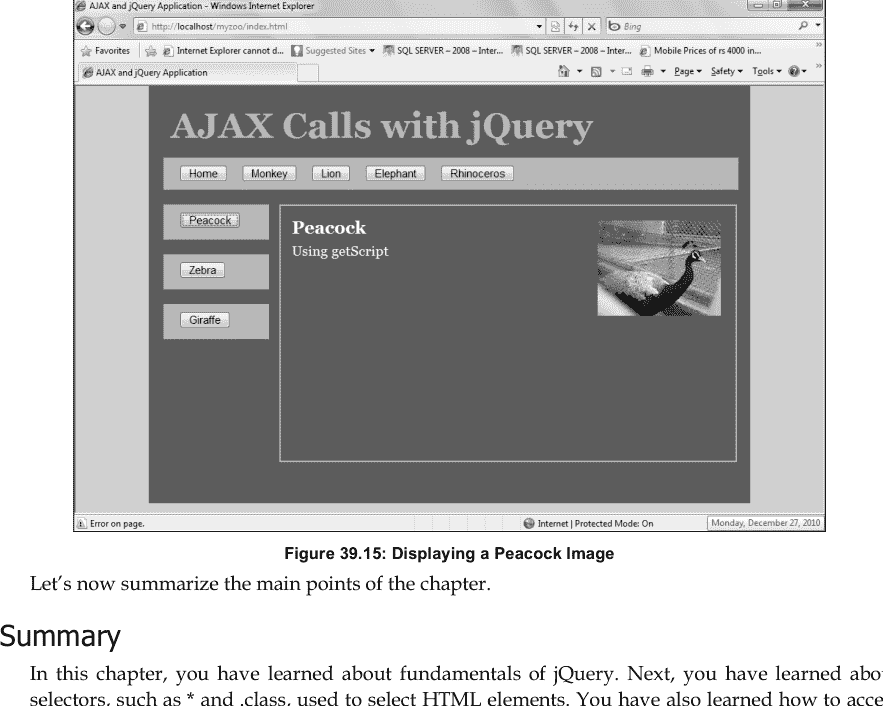 AJAX and jQuery Application - Windows Internet Explorer
http://localhost/myzoo/index.html
Bing
Favorites Internet Explorer cannot d... Suggested Sites SQL SERVER – 2008 – Inter... SQL SERVER – 2008 – Inter... Mobile Prices of rs 4000 in...
AJAX and jQuery Application
Page Safety Tools
AJAX Calls with jQuery
Home Monkey Lion Elephant Rhinoceros
Peacock
Zebra
Giraffe
Peacock
Using getScript
Error on page.
Internet | Protected Mode: On
Monday, December 27, 2010
Figure 39.15: Displaying a Peacock Image
Let’s now summarize the main points of the chapter.
Summary
In this chapter, you have learned about fundamentals of jQuery. Next, you have learned abou
selectors, such as * and .class, used to select HTML elements. You have also learned how to acce